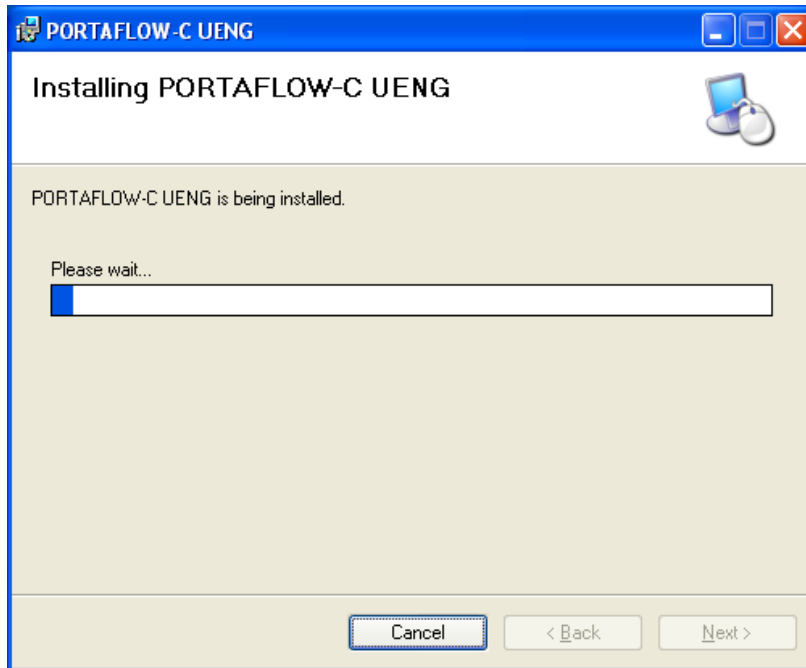 PORTAFLOW-C UENG
Installing PORTAFLOW-C UENG
PORTAFLOW-C UENG is being installed.
Please wait...
Cancel
< Back
Next >